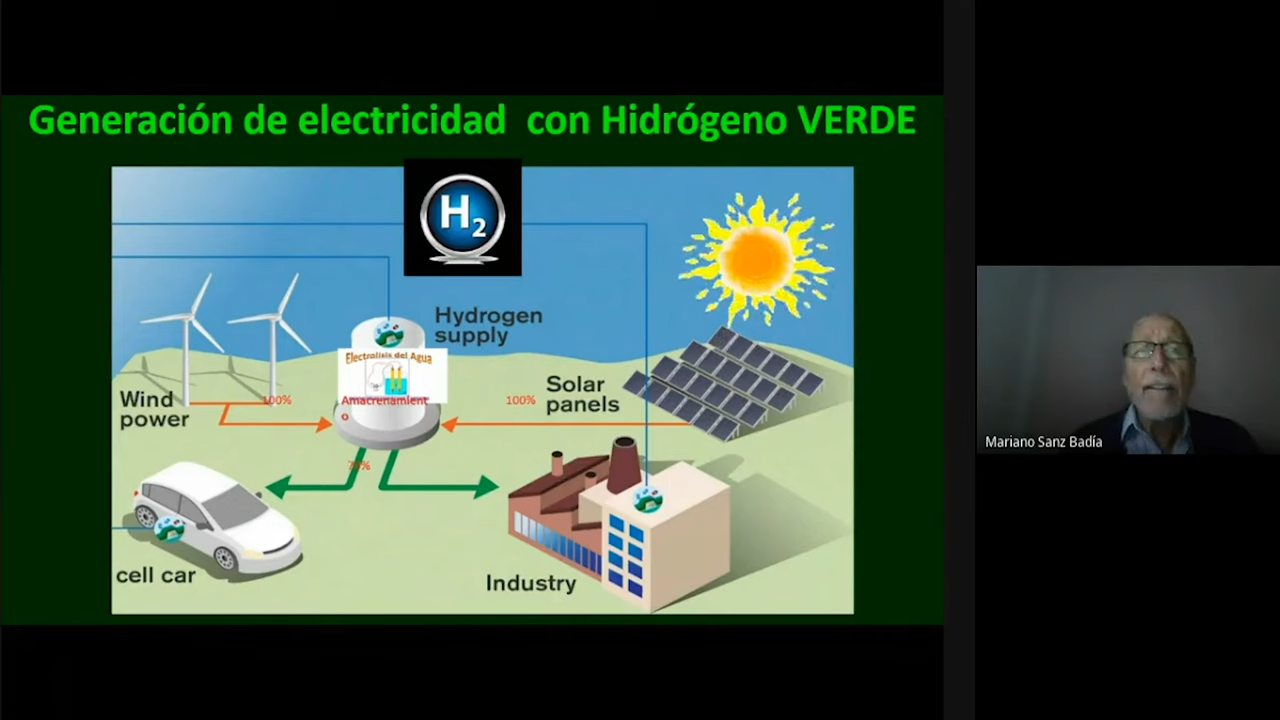 Generación de electricidad con Hidrógeno VERDE
H2
Hydrogen
supply
Electrolisis del Agua
Wind
power
100%
Amacrenamient
o
100%
Solar
panels
Mariano Sanz Badía
cell car
Industry